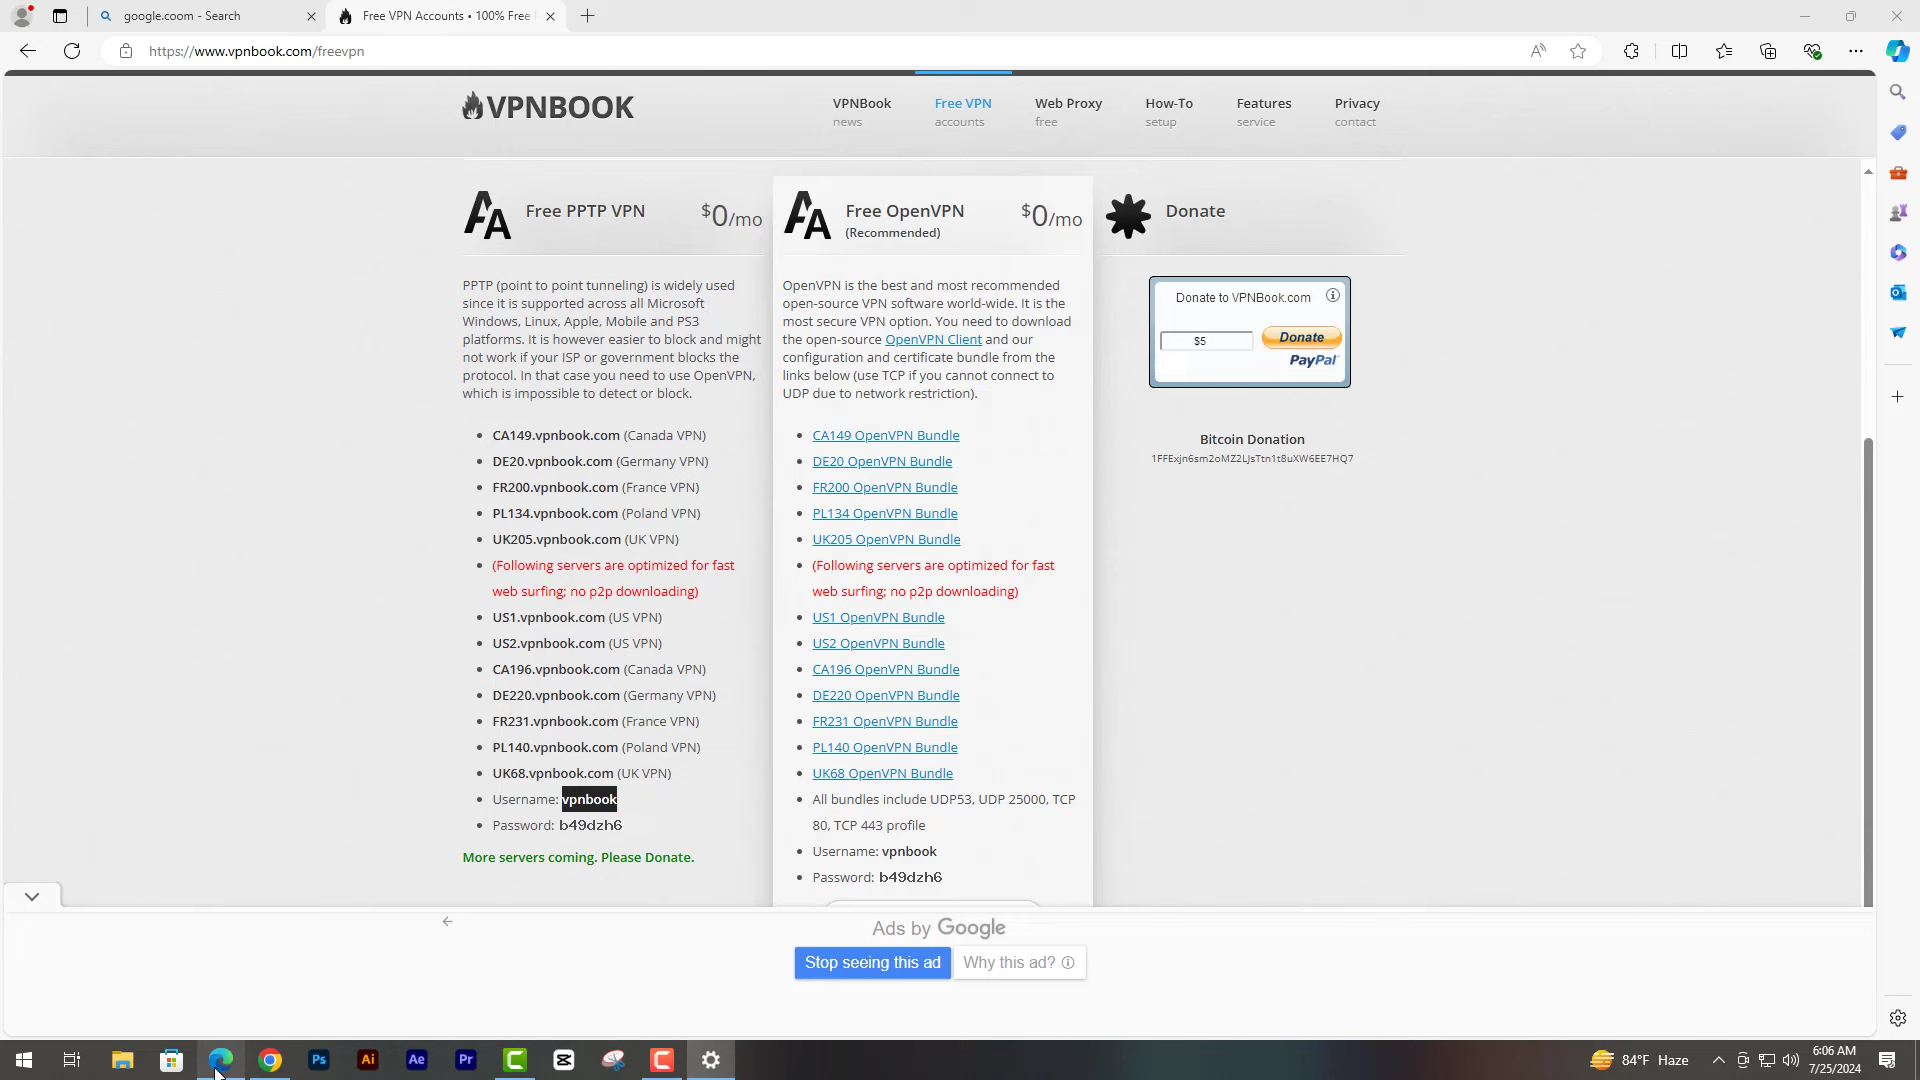 google.coom - Search
Free VPN Accounts • 100% Free
https://www.vpnbook.com/freevpn
VPNBOOK
VPNBook
news
Free VPN
accounts
Web Proxy
free
How-To
setup
Features
service
Privacy
contact
Free PPTP VPN
$0/mo
PPTP (point to point tunneling) is widely used
since it is supported across all Microsoft
Windows, Linux, Apple, Mobile and PS3
platforms. It is however easier to block and might
not work if your ISP or government blocks the
protocol. In that case you need to use OpenVPN,
which is impossible to detect or block.
CA149.vpnbook.com (Canada VPN)
DE20.vpnbook.com (Germany VPN)
FR200.vpnbook.com (France VPN)
PL134.vpnbook.com (Poland VPN)
UK205.vpnbook.com (UK VPN)
(Following servers are optimized for fast
web surfing; no p2p downloading)
US1.vpnbook.com (US VPN)
US2.vpnbook.com (US VPN)
CA196.vpnbook.com (Canada VPN)
DE220.vpnbook.com (Germany VPN)
FR231.vpnbook.com (France VPN)
PL140.vpnbook.com (Poland VPN)
UK68.vpnbook.com (UK VPN)
Username: vpnbook
Password: b49dzh6
More servers coming. Please Donate.
Free OpenVPN
(Recommended)
$0/mo
OpenVPN is the best and most recommended
open-source VPN software world-wide. It is the
most secure VPN option. You need to download
the open-source OpenVPN Client and our
configuration and certificate bundle from the
links below (use TCP if you cannot connect to
UDP due to network restriction).
CA149 OpenVPN Bundle
DE20 OpenVPN Bundle
FR200 OpenVPN Bundle
PL134 OpenVPN Bundle
UK205 OpenVPN Bundle
(Following servers are optimized for fast
web surfing; no p2p downloading)
US1 OpenVPN Bundle
US2 OpenVPN Bundle
CA196 OpenVPN Bundle
DE220 OpenVPN Bundle
FR231 OpenVPN Bundle
PL140 OpenVPN Bundle
UK68 OpenVPN Bundle
All bundles include UDP53, UDP 25000, TCP
80, TCP 443 profile
Username: vpnbook
Password: b49dzh6
Donate
Donate to VPNBook.com
$5
Donate
PayPal
Bitcoin Donation
1FFExjn6sm2oMZ2LJsTtn1t8uXW6EE7HQ7
Ads by Google
Stop seeing this ad
Why this ad?
Ps
Ai
Ae
Pr
84°F Haze
6:06 AM
7/25/2024